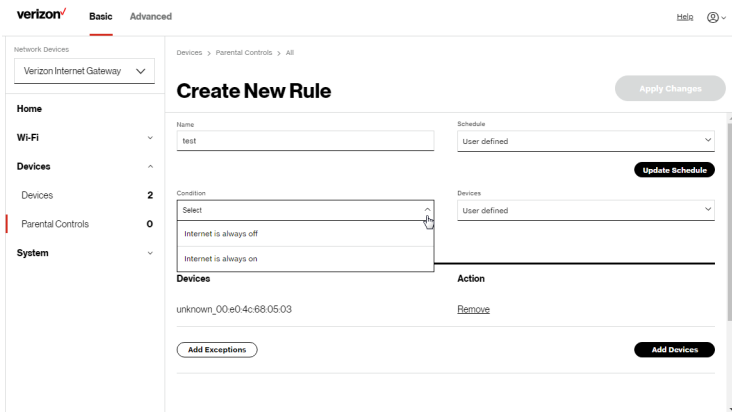 verizon✓ Basic Advanced Help
Network Devices
Verizon Internet Gateway
Home
Wi-Fi
Devices
Devices 2
Parental Controls 0
System
Devices > Parental Controls > All
Create New Rule
Apply Changes
Name
test
Schedule
User defined
Update Schedule
Condition
Select
Internet is always off
Internet is always on
Devices
User defined
Devices Action
unknown_00:e0:4c:68:05:03 Remove
Add Exceptions Add Devices